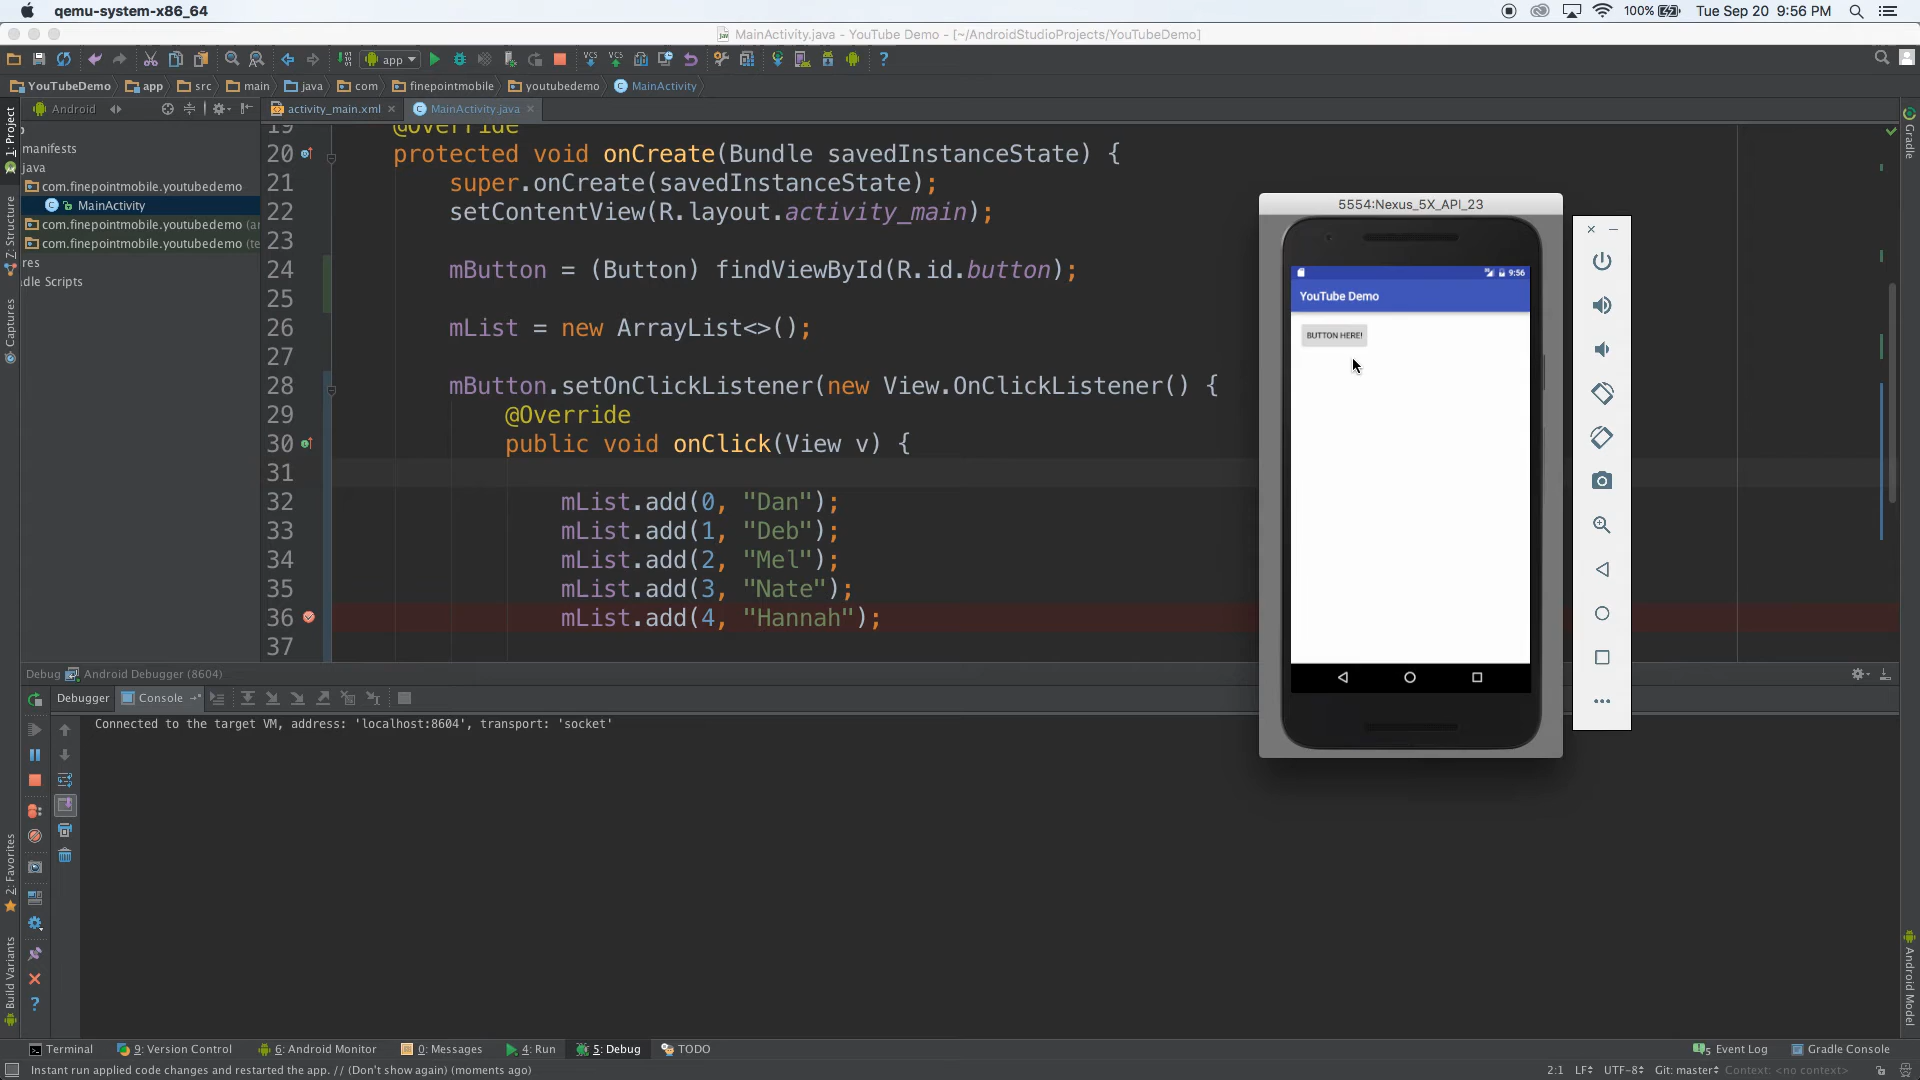 qemu-system-x86_64
100%
Tue Sep 20 9:56 PM
MainActivity.java - YouTube Demo - [~/AndroidStudioProjects/YouTubeDemo]
app
YouTubeDemo app src main java com finepointmobile youtubedemo MainActivity
1: Project
Android
activity_main.xml
MainActivity.java
manifests
java
com.finepointmobile.youtubedemo
MainActivity
com.finepointmobile.youtubedemo (ar
com.finepointmobile.youtubedemo (te
res
dle Scripts
Z: Structure
Captures
2: Favorites
Build Variants
Gradle
Android Model
19 @Override
20 protected void onCreate(Bundle savedInstanceState) {
21 super.onCreate(savedInstanceState);
22 setContentView(R.layout.activity_main);
23
24 mButton = (Button) findViewById(R.id.button);
25
26 mList = new ArrayList<>();
27
28 mButton.setOnClickListener(new View.OnClickListener() {
29 @Override
30 public void onClick(View v) {
31
32 mList.add(0, "Dan");
33 mList.add(1, "Deb");
34 mList.add(2, "Mel");
35 mList.add(3, "Nate");
36 mList.add(4, "Hannah");
37
5554:Nexus_5X_API_23
9:56
YouTube Demo
BUTTON HERE!
Debug Android Debugger (8604)
Debugger Console
Connected to the target VM, address: 'localhost:8604', transport: 'socket'
Terminal 9: Version Control 6: Android Monitor 0: Messages 4: Run 5: Debug TODO
5 Event Log Gradle Console
Instant run applied code changes and restarted the app. // (Don't show again) (moments ago)
2:1 LF UTF-8 Git: master Context: <no context>